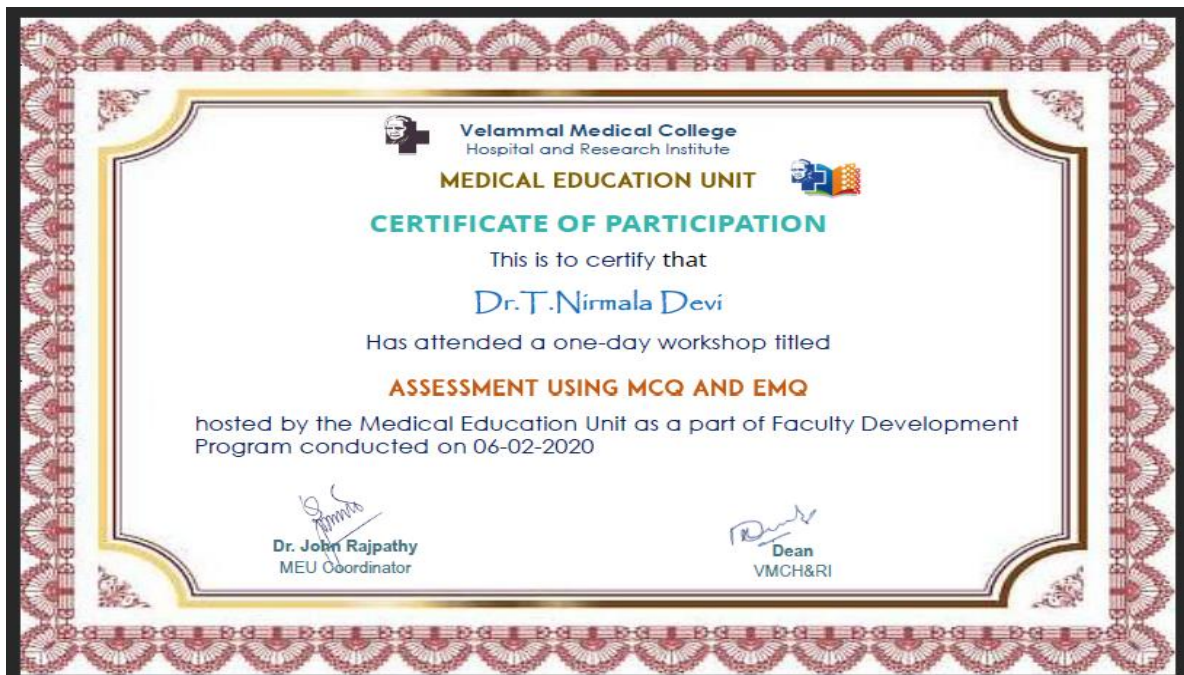 Velammal Medical College
Hospital and Research Institute
MEDICAL EDUCATION UNIT
CERTIFICATE OF PARTICIPATION
This is to certify that
Dr.T.Nirmala Devi
Has attended a one-day workshop titled
ASSESSMENT USING MCQ AND EMQ
hosted by the Medical Education Unit as a part of Faculty Development
Program conducted on 06-02-2020
Dr. John Rajpathy
MEU Coordinator
Dean
VMCH&RI